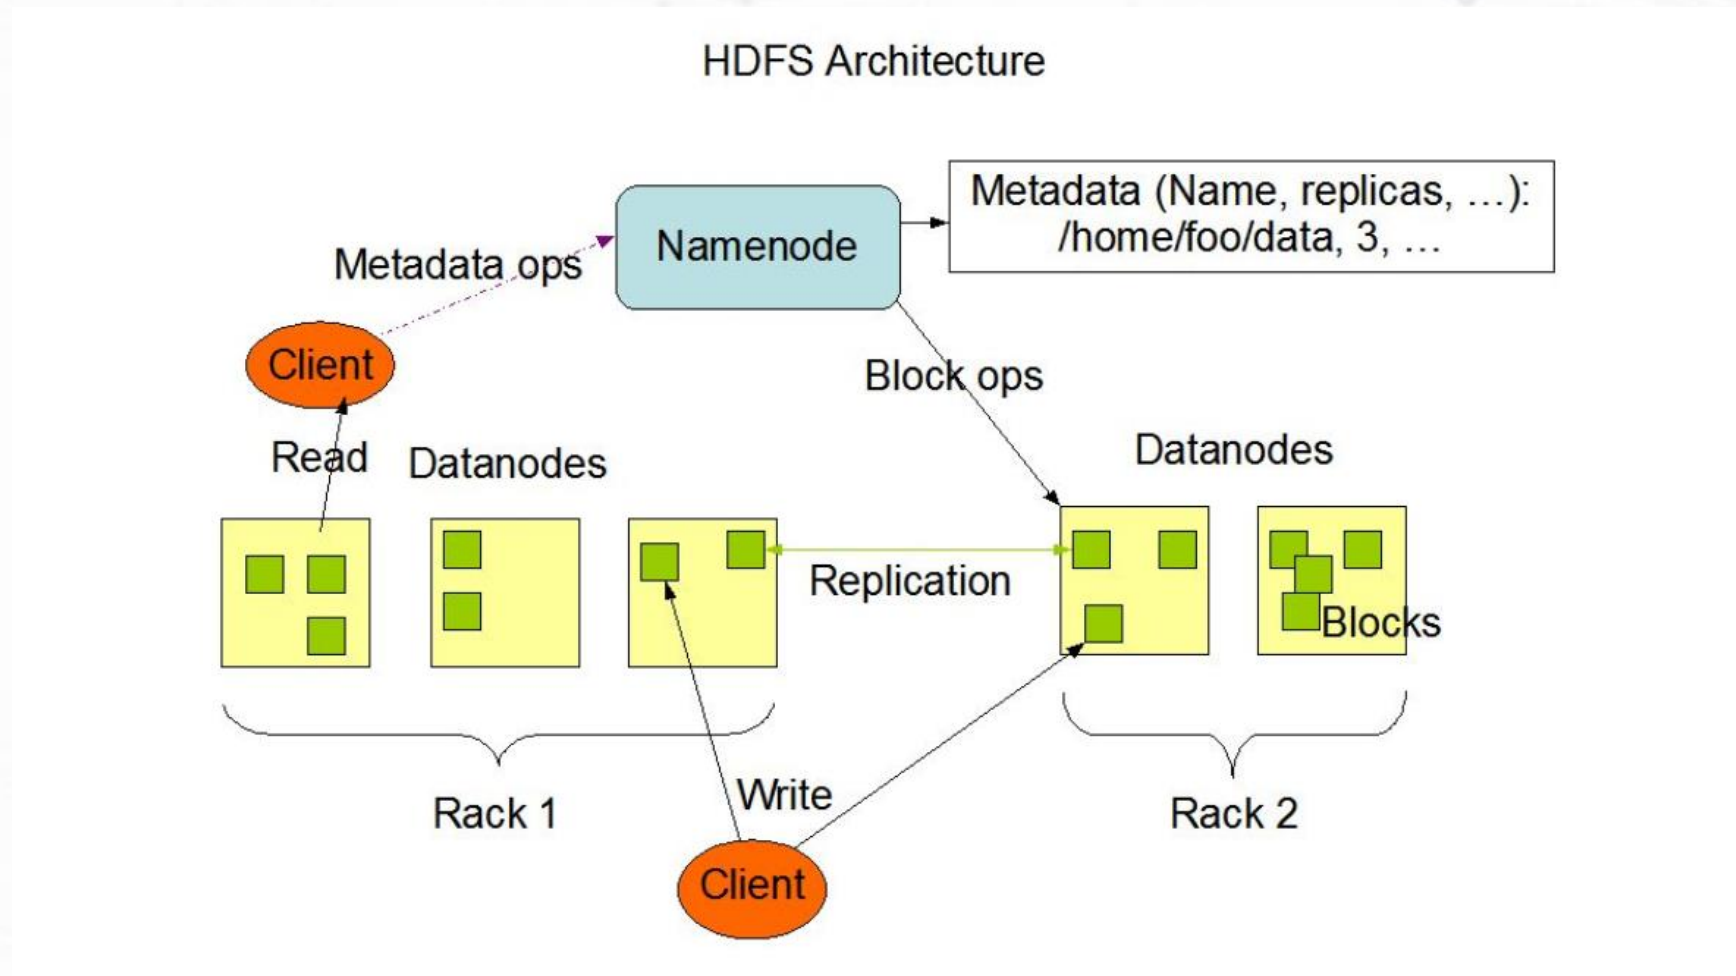 HDFS Architecture
Metadata (Name, replicas, ...):
/home/foo/data, 3, ...
Namenode
Metadata ops
Client
Block ops
Read
Datanodes
Datanodes
Replication
Blocks
Rack 1
Write
Rack 2
Client